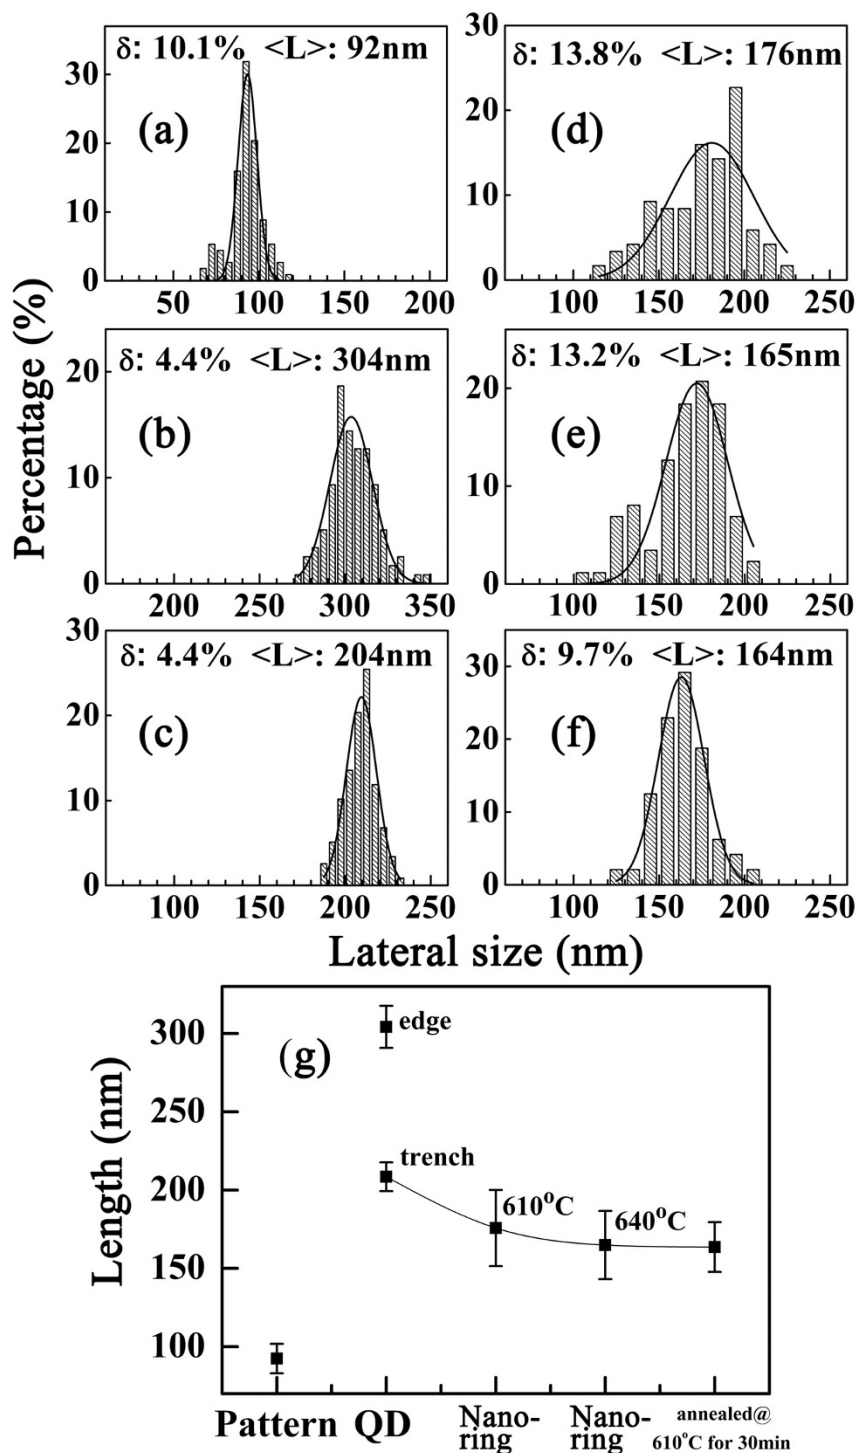 δ: 10.1% <L>: 92nm
(a)
30
20
10
0
50 100 150 200
δ: 13.8% <L>: 176nm
(d)
30
20
10
0
100 150 200 250
Percentage (%)
δ: 4.4% <L>: 304nm
(b)
20
10
0
200 250 300 350
δ: 13.2% <L>: 165nm
(e)
20
10
0
100 150 200 250
δ: 4.4% <L>: 204nm
(c)
30
20
10
0
100 150 200 250
δ: 9.7% <L>: 164nm
(f)
30
20
10
0
100 150 200 250
Lateral size (nm)
(g)
Length (nm)
300
250
200
150
100
edge
trench
610°C
640°C
Pattern
QD
Nano-
ring
Nano-
ring
annealed@
610°C for 30min